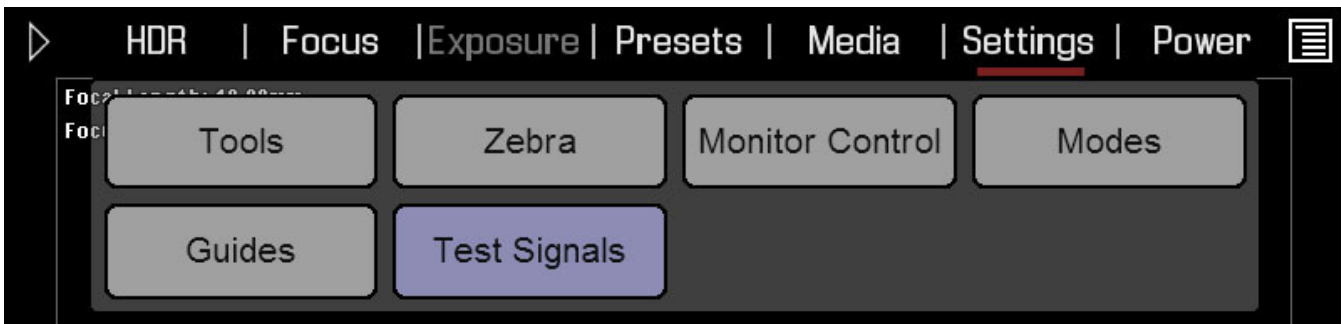 HDR | Focus | Exposure | Presets | Media | Settings | Power
Tools Zebra Monitor Control Modes
Guides Test Signals